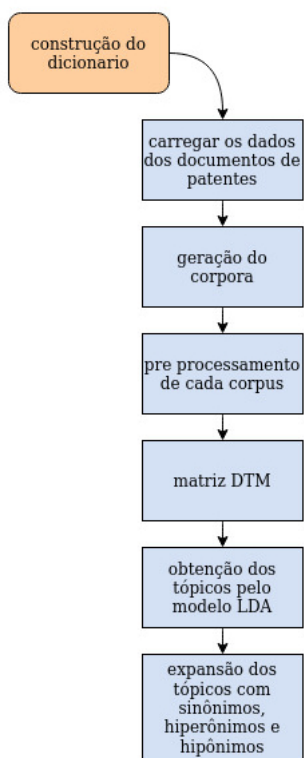 construção do
dicionario
carregar os dados
dos documentos de
patentes
geração do
corpora
pre processamento
de cada corpus
matriz DTM
obtenção dos
tópicos pelo
modelo LDA
expansão dos
tópicos com
sinônimos,
hiperônimos e
hipônimos